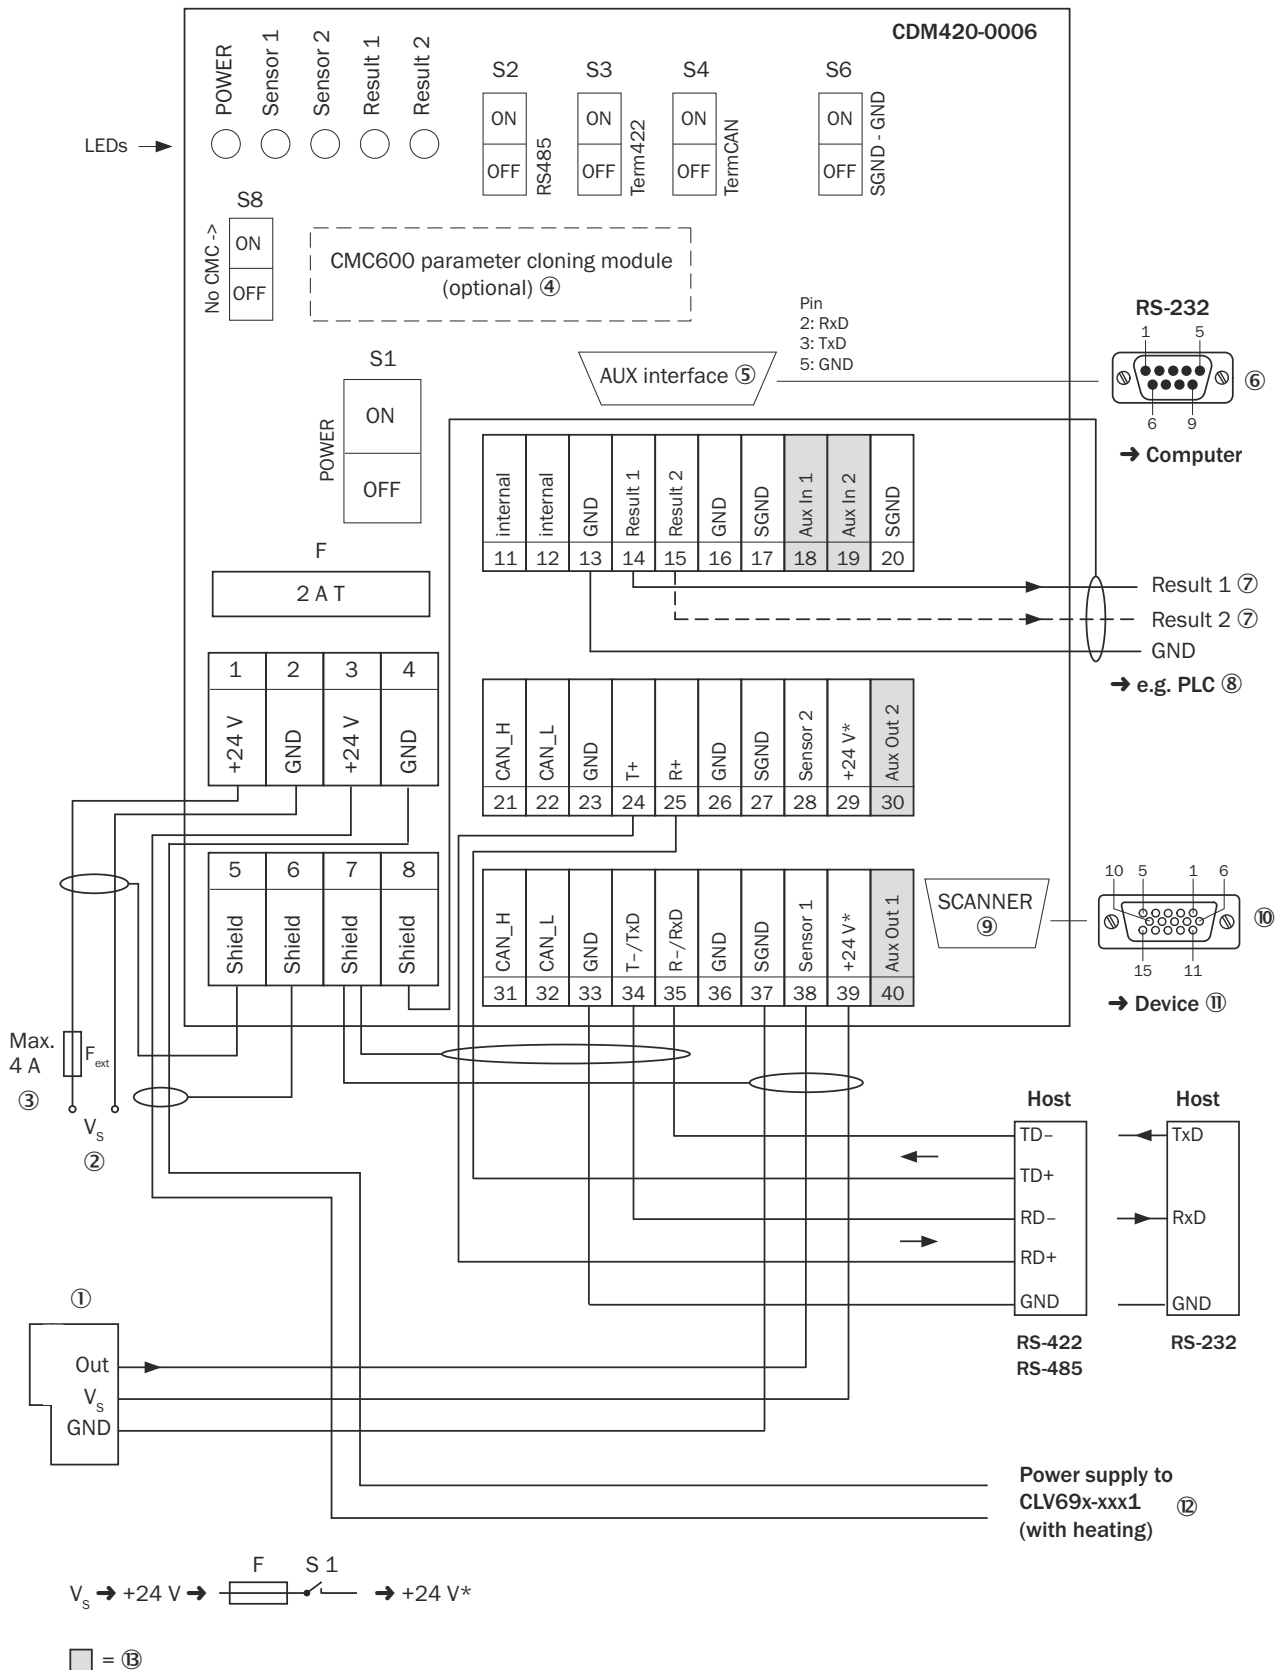 CDM420-0006
POWER
Sensor 1
Sensor 2
Result 1
Result 2
LEDs
S2
ON
OFF
RS485
S3
ON
OFF
Term422
S4
ON
OFF
TermCAN
S6
ON
OFF
SGND - GND
S8
No CMC ->
ON
OFF
CMC600 parameter cloning module
(optional) ④
S1
POWER
ON
OFF
Pin
2: RxD
3: TxD
5: GND
AUX interface ⑤
RS-232
1 5
⑥
6 9
➔ Computer
internal
internal
GND
Result 1
Result 2
GND
SGND
Aux In 1
Aux In 2
SGND
11 12 13 14 15 16 17 18 19 20
F
2 A T
Result 1 ⑦
Result 2 ⑦
GND
➔ e.g. PLC ⑧
1 2 3 4
+24 V
GND
+24 V
GND
CAN_H
CAN_L
GND
T+
R+
GND
SGND
Sensor 2
+24 V*
Aux Out 2
21 22 23 24 25 26 27 28 29 30
5 6 7 8
Shield
Shield
Shield
Shield
CAN_H
CAN_L
GND
T–/TxD
R–/RxD
GND
SGND
Sensor 1
+24 V*
Aux Out 1
31 32 33 34 35 36 37 38 39 40
SCANNER
⑨
10 5 1 6
⑩
15 11
➔ Device ⑪
Max.
4 A
Fext
③
VS
②
Host
TD–
TD+
RD–
RD+
GND
RS-422
RS-485
Host
TxD
RxD
GND
RS-232
①
Out
VS
GND
Power supply to
CLV69x-xxx1
(with heating)
⑫
F S 1
VS ➔ +24 V ➔ ➔ +24 V*
= ⑬